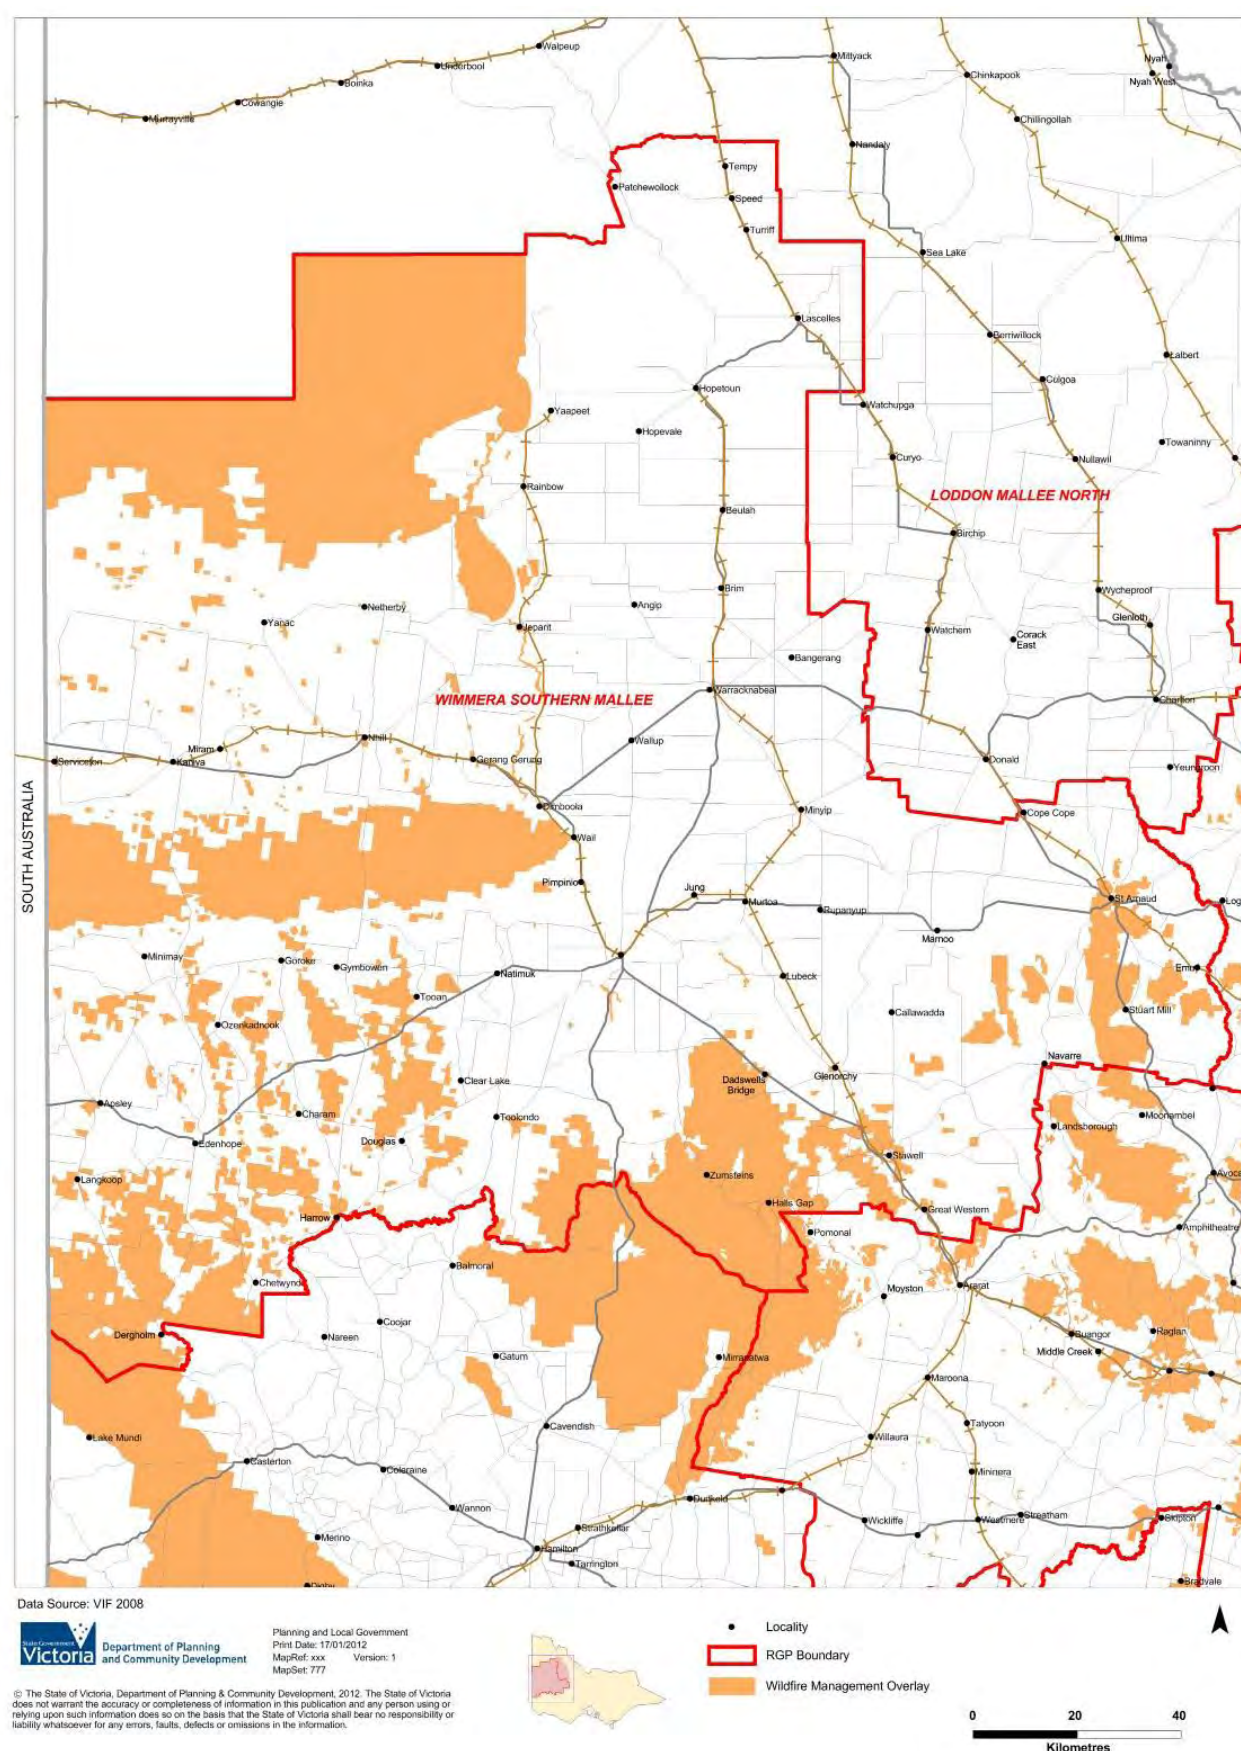 Walpeup
Underbool
Boinka
Cowangie
Murrayville
Mittyack
Chinkapook
Nyah
Nyah West
Chillingollah
Nandaly
Tempy
Patchewollock
Speed
Turriff
Ultima
Sea Lake
Lascelles
Berriwillock
Lalbert
Culgoa
Hopetoun
Watchupga
Yaapeet
Hopevale
Towaninny
Curyo
Nullawil
Rainbow
LODDON MALLEE NORTH
Beulah
Birchip
Brim
Wycheproof
Netherby
Angip
Glenloth
Yanac
Jeparit
Watchem
Corack
East
Bangerang
Warracknabeal
WIMMERA SOUTHERN MALLEE
Charlton
Nhill
Wallup
Miram
Serviceton
Kaniva
Gerang Gerung
Donald
Yeungroon
Dimboola
Minyip
Cope Cope
SOUTH AUSTRALIA
Wail
Pimpinio
Jung
Murtoa
Rupanyup
St Arnaud
Log
Marnoo
Minimay
Goroke
Gymbowen
Natimuk
Lubeck
Emu
Tooan
Ozenkadnook
Callawadda
Stuart Mill
Navarre
Clear Lake
Dadswells
Bridge
Glenorchy
Apsley
Charam
Toolondo
Moonambel
Landsborough
Edenhope
Douglas
Stawell
Langkoop
Zumsteins
Avoca
Halls Gap
Harrow
Great Western
Pomonal
Amphitheatre
Balmoral
Chetwynd
Moyston
Ararat
Dergholm
Coojar
Nareen
Buangor
Raglan
Gatum
Mirranatwa
Middle Creek
Maroona
Cavendish
Tatyoon
Lake Mundi
Willaura
Casterton
Coleraine
Mininera
Dunkeld
Wannon
Strathkellar
Wickliffe
Westmere
Streatham
Skipton
Merino
Hamilton
Tarrington
Digby
Bradvale
Data Source: VIF 2008
State Government
Victoria
Department of Planning
and Community Development
Planning and Local Government
Print Date: 17/01/2012
MapRef: xxx Version: 1
MapSet: 777
© The State of Victoria, Department of Planning & Community Development, 2012. The State of Victoria
does not warrant the accuracy or completeness of information in this publication and any person using or
relying upon such information does so on the basis that the State of Victoria shall bear no responsibility or
liability whatsoever for any errors, faults, defects or omissions in the information.
Locality
RGP Boundary
Wildfire Management Overlay
0 20 40
Kilometres